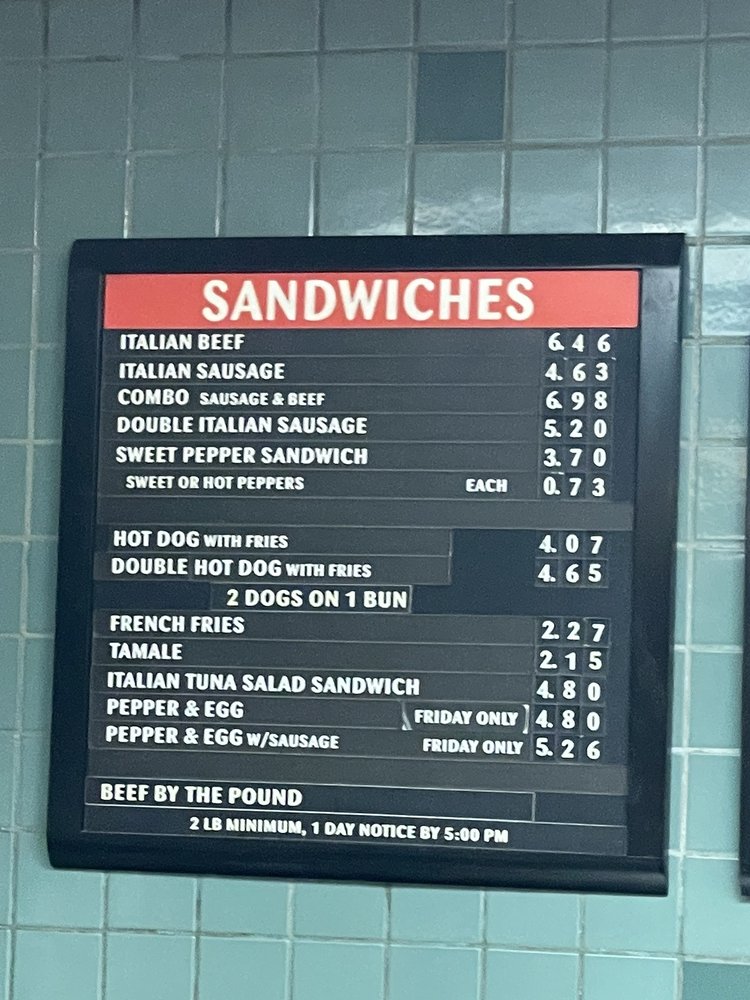 SANDWICHES
ITALIAN BEEF 6.46
ITALIAN SAUSAGE 4.63
COMBO SAUSAGE & BEEF 6.98
DOUBLE ITALIAN SAUSAGE 5.20
SWEET PEPPER SANDWICH 3.70
SWEET OR HOT PEPPERS EACH 0.73
HOT DOG WITH FRIES 4.07
DOUBLE HOT DOG WITH FRIES 4.65
2 DOGS ON 1 BUN
FRENCH FRIES 2.27
TAMALE 2.15
ITALIAN TUNA SALAD SANDWICH 4.80
PEPPER & EGG FRIDAY ONLY 4.80
PEPPER & EGG W/SAUSAGE FRIDAY ONLY 5.26
BEEF BY THE POUND
2 LB MINIMUM, 1 DAY NOTICE BY 5:00 PM